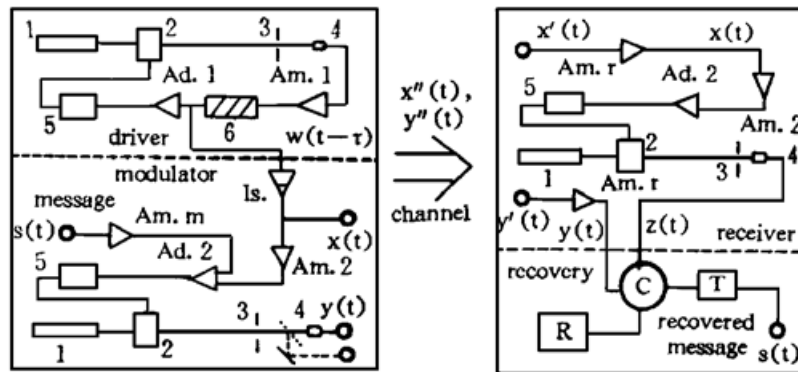 1
2
3
4
Ad. 1
Am. 1
5
6
driver
w(t−τ)
modulator
message
Is.
s(t)
Am. m
x(t)
Ad. 2
5
Am. 2
3
4
y(t)
1
2
x″(t),
y″(t)
channel
x′(t)
x(t)
Am. r
Ad. 2
5
Am. 2
2
4
1
3
Am. r
y′(t)
y(t)
z(t)
receiver
recovery
C
T
R
recovered
message
s(t)